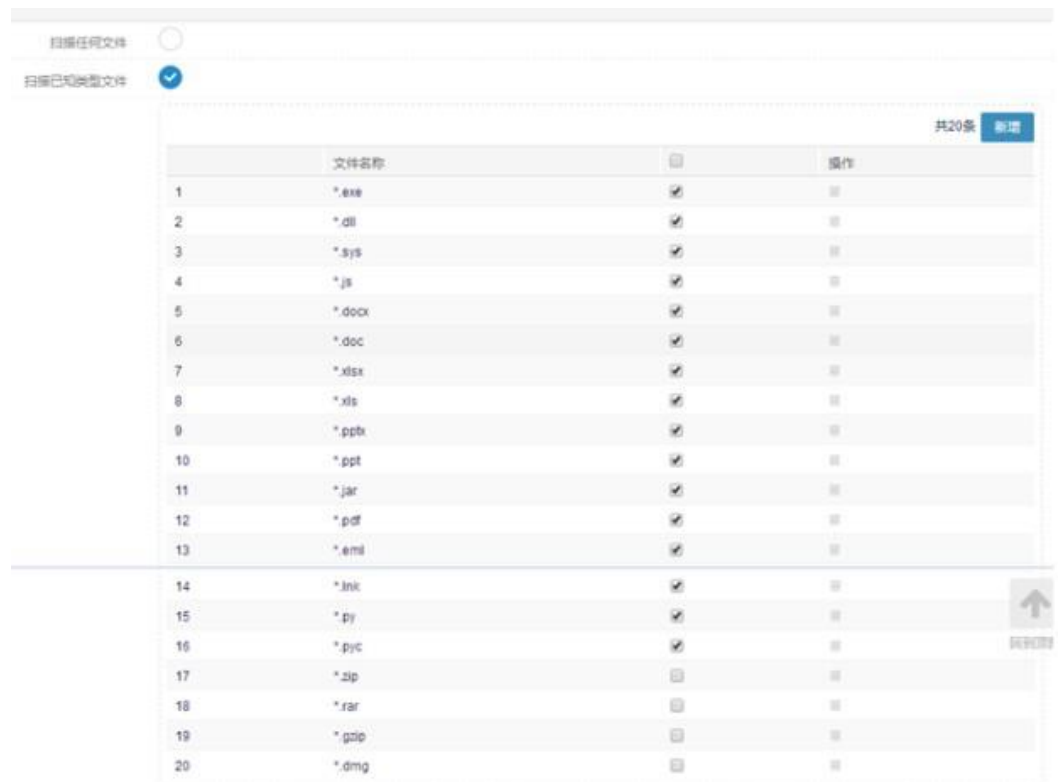 扫描任何文件
扫描已知类型文件
共20条 新增
文件名称 操作
1 *.exe
2 *.dll
3 *.sys
4 *.js
5 *.docx
6 *.doc
7 *.xlsx
8 *.xls
9 *.pptx
10 *.ppt
11 *.jar
12 *.pdf
13 *.eml
14 *.lnk
15 *.py
16 *.pyc
17 *.zip
18 *.rar
19 *.gzip
20 *.dmg